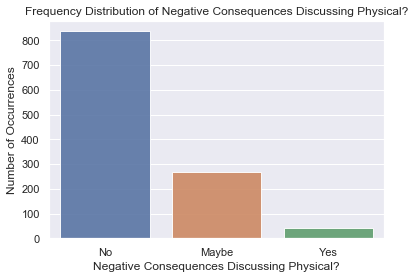 Frequency Distribution of Negative Consequences Discussing Physical?
Number of Occurrences
800
700
600
500
400
300
200
100
0
No Maybe Yes
Negative Consequences Discussing Physical?